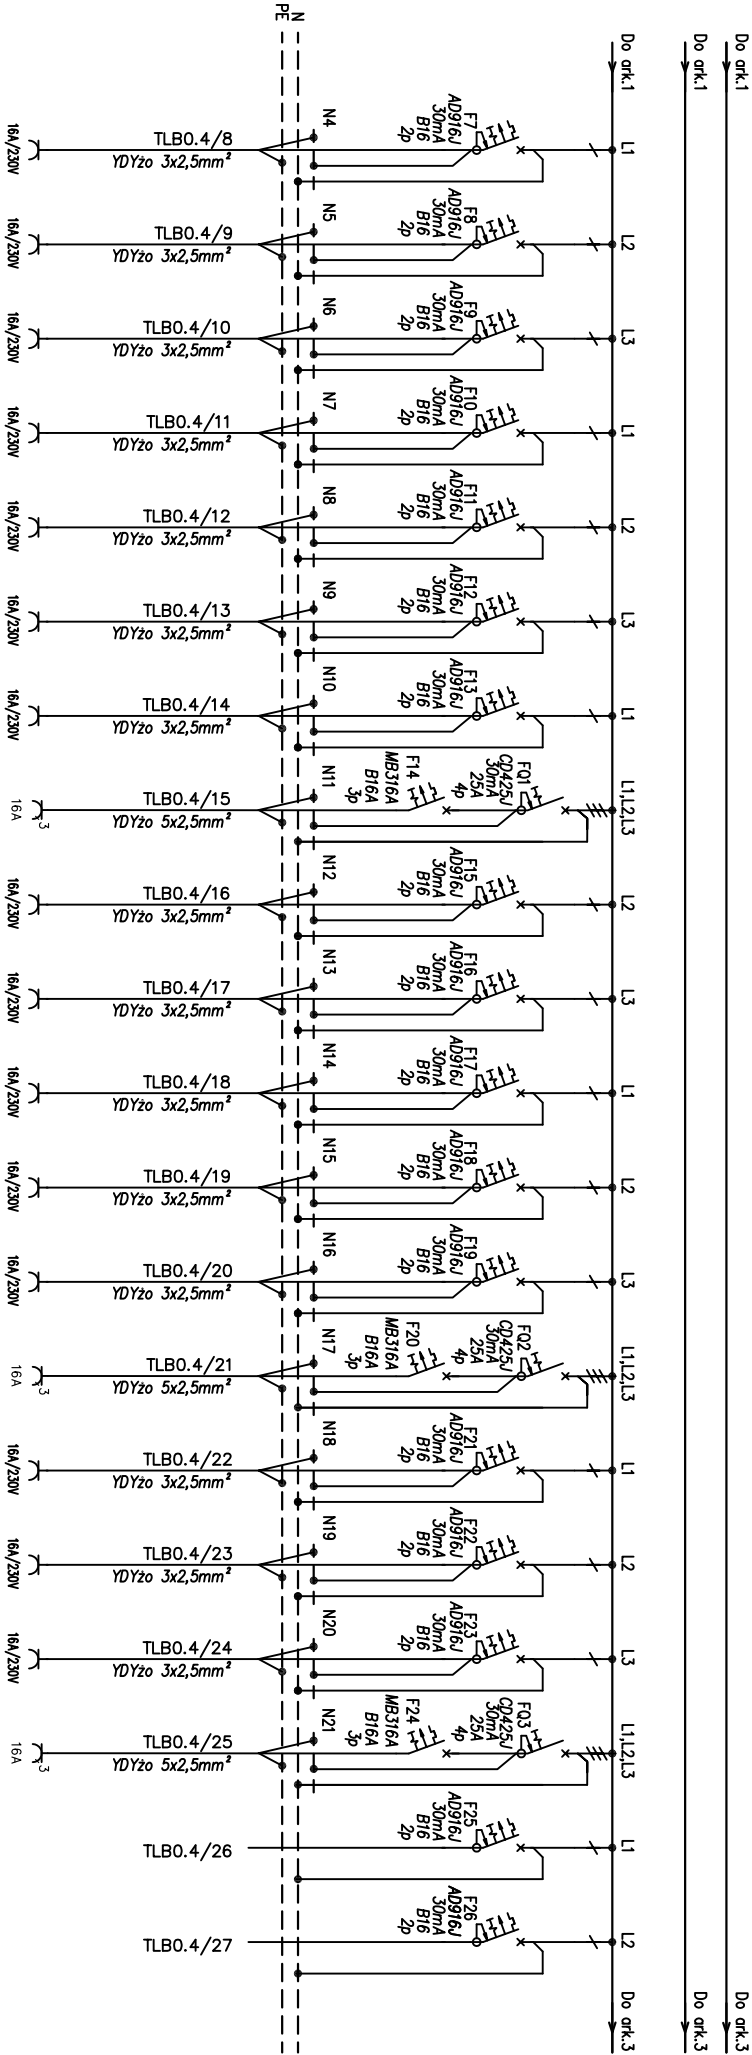 Do ark.1
Do ark.1
Do ark.1
N
PE
L1
F7
AD916J
30mA
B16
2p
N4
TLB0.4/8
YDYżo 3x2,5mm²
16A/230V
L2
F8
AD916J
30mA
B16
2p
N5
TLB0.4/9
YDYżo 3x2,5mm²
16A/230V
L3
F9
AD916J
30mA
B16
2p
N6
TLB0.4/10
YDYżo 3x2,5mm²
16A/230V
L1
F10
AD916J
30mA
B16
2p
N7
TLB0.4/11
YDYżo 3x2,5mm²
16A/230V
L2
F11
AD916J
30mA
B16
2p
N8
TLB0.4/12
YDYżo 3x2,5mm²
16A/230V
L3
F12
AD916J
30mA
B16
2p
N9
TLB0.4/13
YDYżo 3x2,5mm²
16A/230V
L1
F13
AD916J
30mA
B16
2p
N10
TLB0.4/14
YDYżo 3x2,5mm²
16A/230V
L1,L2,L3
FQ1
CD425J
30mA
25A
4p
F14
MB316A
B16A
3p
N11
TLB0.4/15
YDYżo 5x2,5mm²
3
16A
L2
F15
AD916J
30mA
B16
2p
N12
TLB0.4/16
YDYżo 3x2,5mm²
16A/230V
L3
F16
AD916J
30mA
B16
2p
N13
TLB0.4/17
YDYżo 3x2,5mm²
16A/230V
L1
F17
AD916J
30mA
B16
2p
N14
TLB0.4/18
YDYżo 3x2,5mm²
16A/230V
L2
F18
AD916J
30mA
B16
2p
N15
TLB0.4/19
YDYżo 3x2,5mm²
16A/230V
L3
F19
AD916J
30mA
B16
2p
N16
TLB0.4/20
YDYżo 3x2,5mm²
16A/230V
L1,L2,L3
FQ2
CD425J
30mA
25A
4p
F20
MB316A
B16A
3p
N17
TLB0.4/21
YDYżo 5x2,5mm²
3
16A
L1
F21
AD916J
30mA
B16
2p
N18
TLB0.4/22
YDYżo 3x2,5mm²
16A/230V
L2
F22
AD916J
30mA
B16
2p
N19
TLB0.4/23
YDYżo 3x2,5mm²
16A/230V
L3
F23
AD916J
30mA
B16
2p
N20
TLB0.4/24
YDYżo 3x2,5mm²
16A/230V
L1,L2,L3
FQ3
CD425J
30mA
25A
4p
F24
MB316A
B16A
3p
N21
TLB0.4/25
YDYżo 5x2,5mm²
3
16A
L1
F25
AD916J
30mA
B16
2p
TLB0.4/26
L2
F26
AD916J
30mA
B16
2p
TLB0.4/27
Do ark.3
Do ark.3
Do ark.3